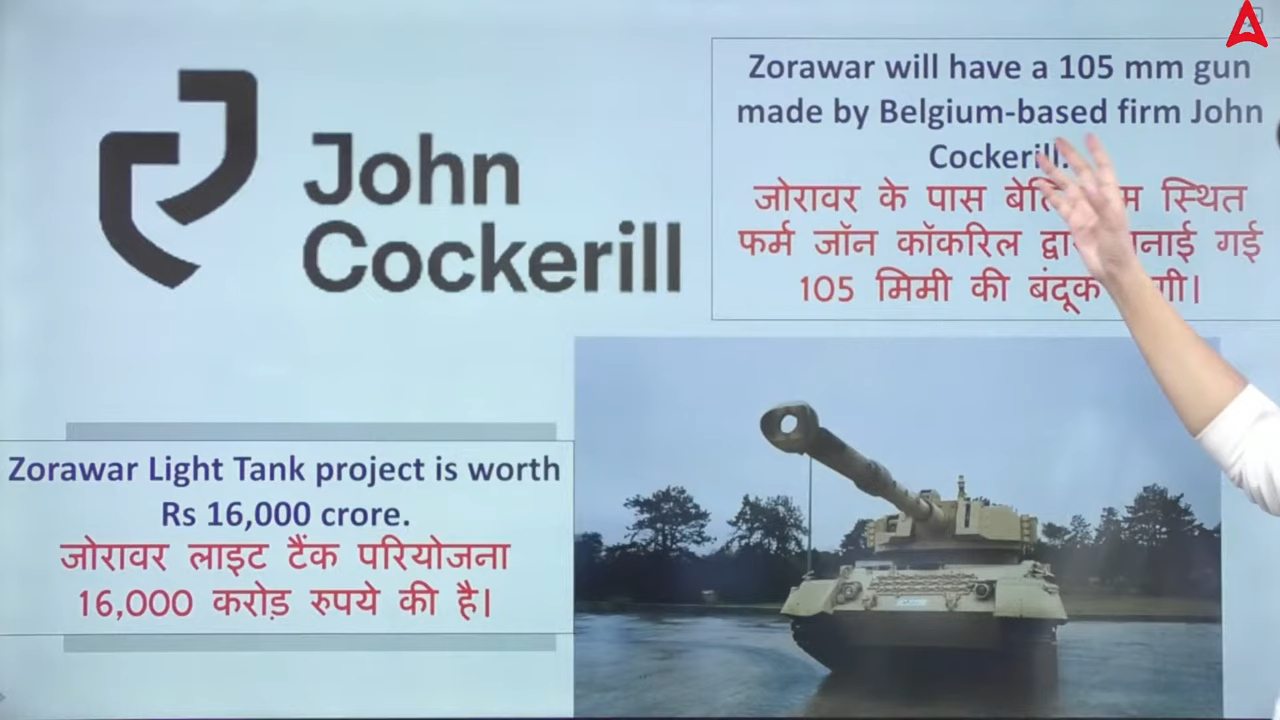 John
Cockerill
Zorawar will have a 105 mm gun
made by Belgium-based firm John
Cockerill.
जोरावर के पास स्थित
फर्म जॉन कॉकरिल गई
105 मिमी की बंदूक
Zorawar Light Tank project is worth
Rs 16,000 crore.
जोरावर लाइट टैंक परियोजना
16,000 करोड़ रुपये की है।